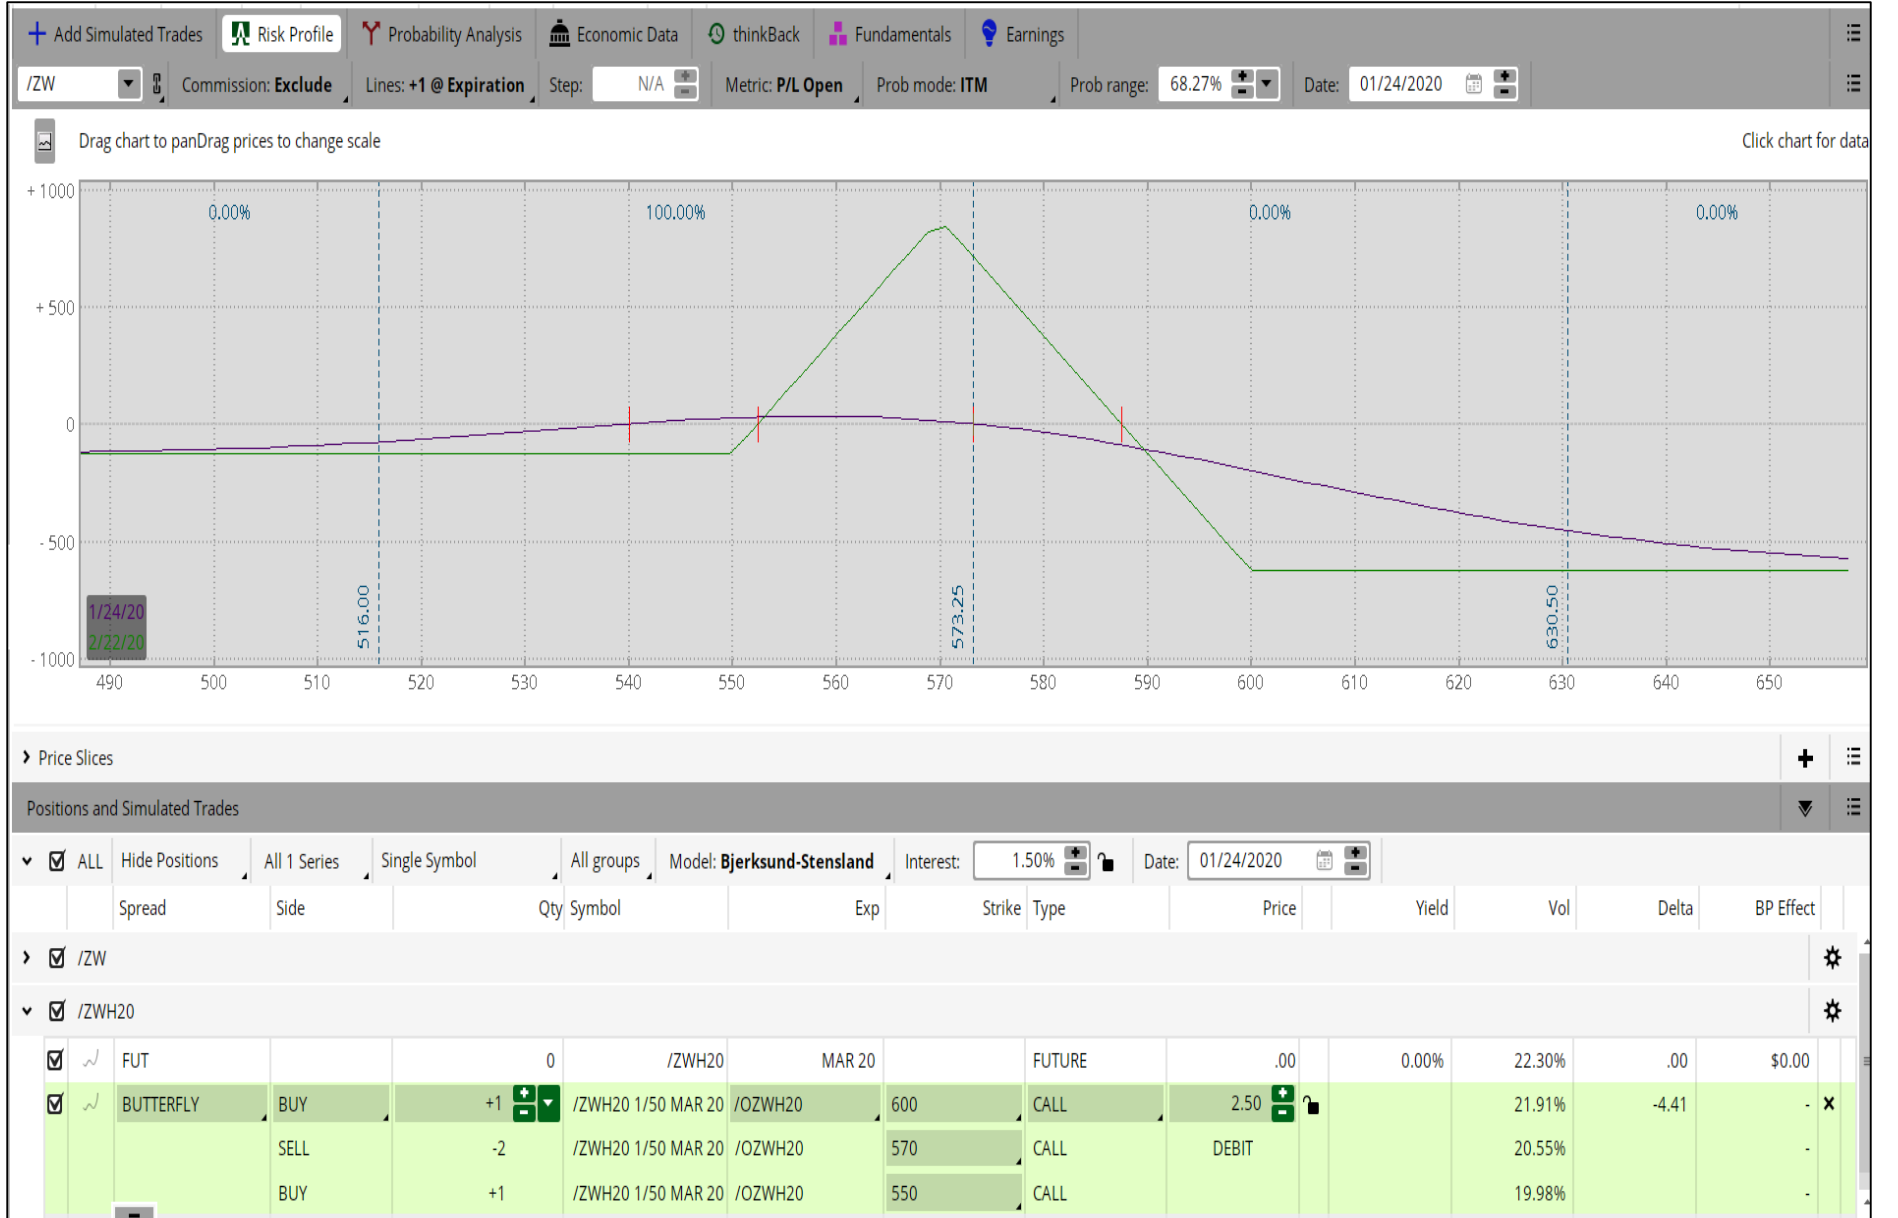 Add Simulated Trades Risk Profile Probability Analysis Economic Data thinkBack Fundamentals Earnings
/ZW Commission: Exclude Lines: +1 @ Expiration Step: N/A Metric: P/L Open Prob mode: ITM Prob range: 68.27% Date: 01/24/2020
Drag chart to panDrag prices to change scale Click chart for data
+ 1000
0.00% 100.00% 0.00% 0.00%
+ 500
0
- 500
516.00 573.25 630.50
1/24/20
2/22/20
- 1000
490 500 510 520 530 540 550 560 570 580 590 600 610 620 630 640 650
Price Slices
Positions and Simulated Trades
ALL Hide Positions All 1 Series Single Symbol All groups Model: Bjerksund-Stensland Interest: 1.50% Date: 01/24/2020
Spread Side Qty Symbol Exp Strike Type Price Yield Vol Delta BP Effect
/ZW
/ZWH20
FUT 0 /ZWH20 MAR 20 FUTURE .00 0.00% 22.30% .00 $0.00
BUTTERFLY BUY +1 /ZWH20 1/50 MAR 20 /OZWH20 600 CALL 2.50 21.91% -4.41 -
SELL -2 /ZWH20 1/50 MAR 20 /OZWH20 570 CALL DEBIT 20.55% -
BUY +1 /ZWH20 1/50 MAR 20 /OZWH20 550 CALL 19.98% -